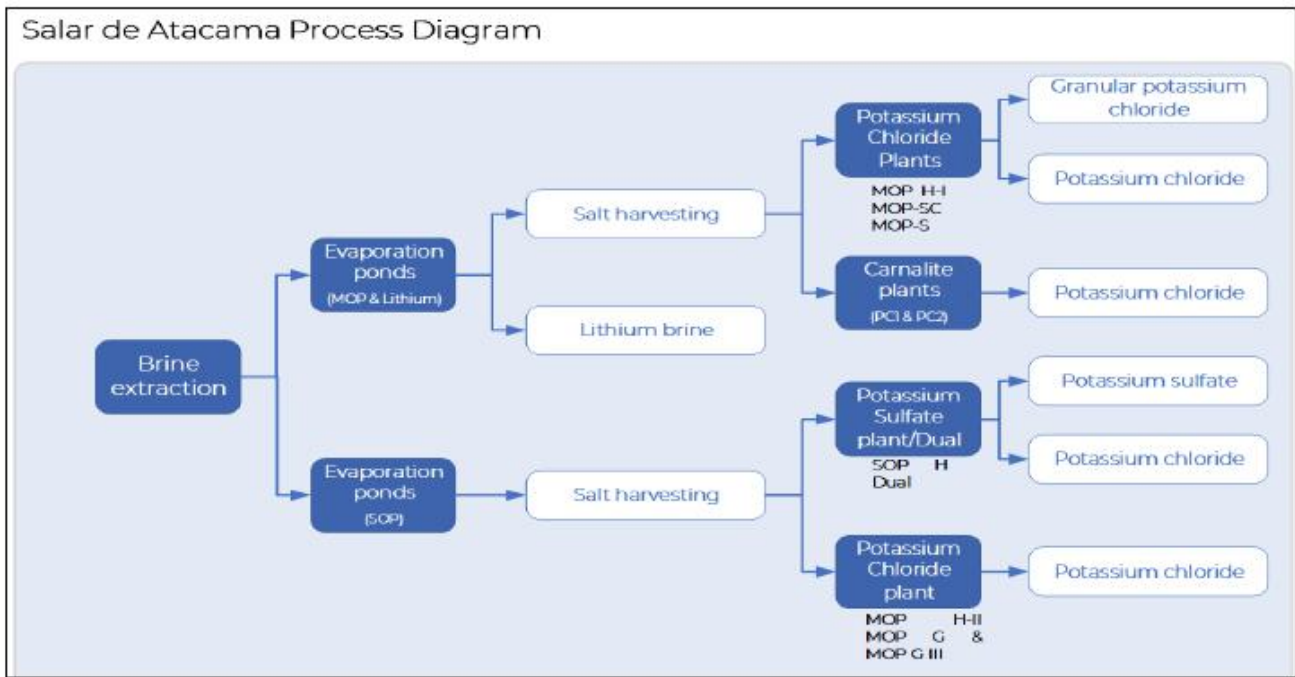 Salar de Atacama Process Diagram
Brine
extraction
Evaporation
ponds
(MOP & Lithium)
Salt harvesting
Lithium brine
Potassium
Chloride
Plants
MOP H-I
MOP-SC
MOP-S
Granular potassium
chloride
Potassium chloride
Carnalite
plants
(PC1 & PC2)
Potassium chloride
Evaporation
ponds
(SOP)
Salt harvesting
Potassium
Sulfate
plant/Dual
SOP H
Dual
Potassium sulfate
Potassium chloride
Potassium
Chloride
plant
MOP H-II
MOP G &
MOP G III
Potassium chloride